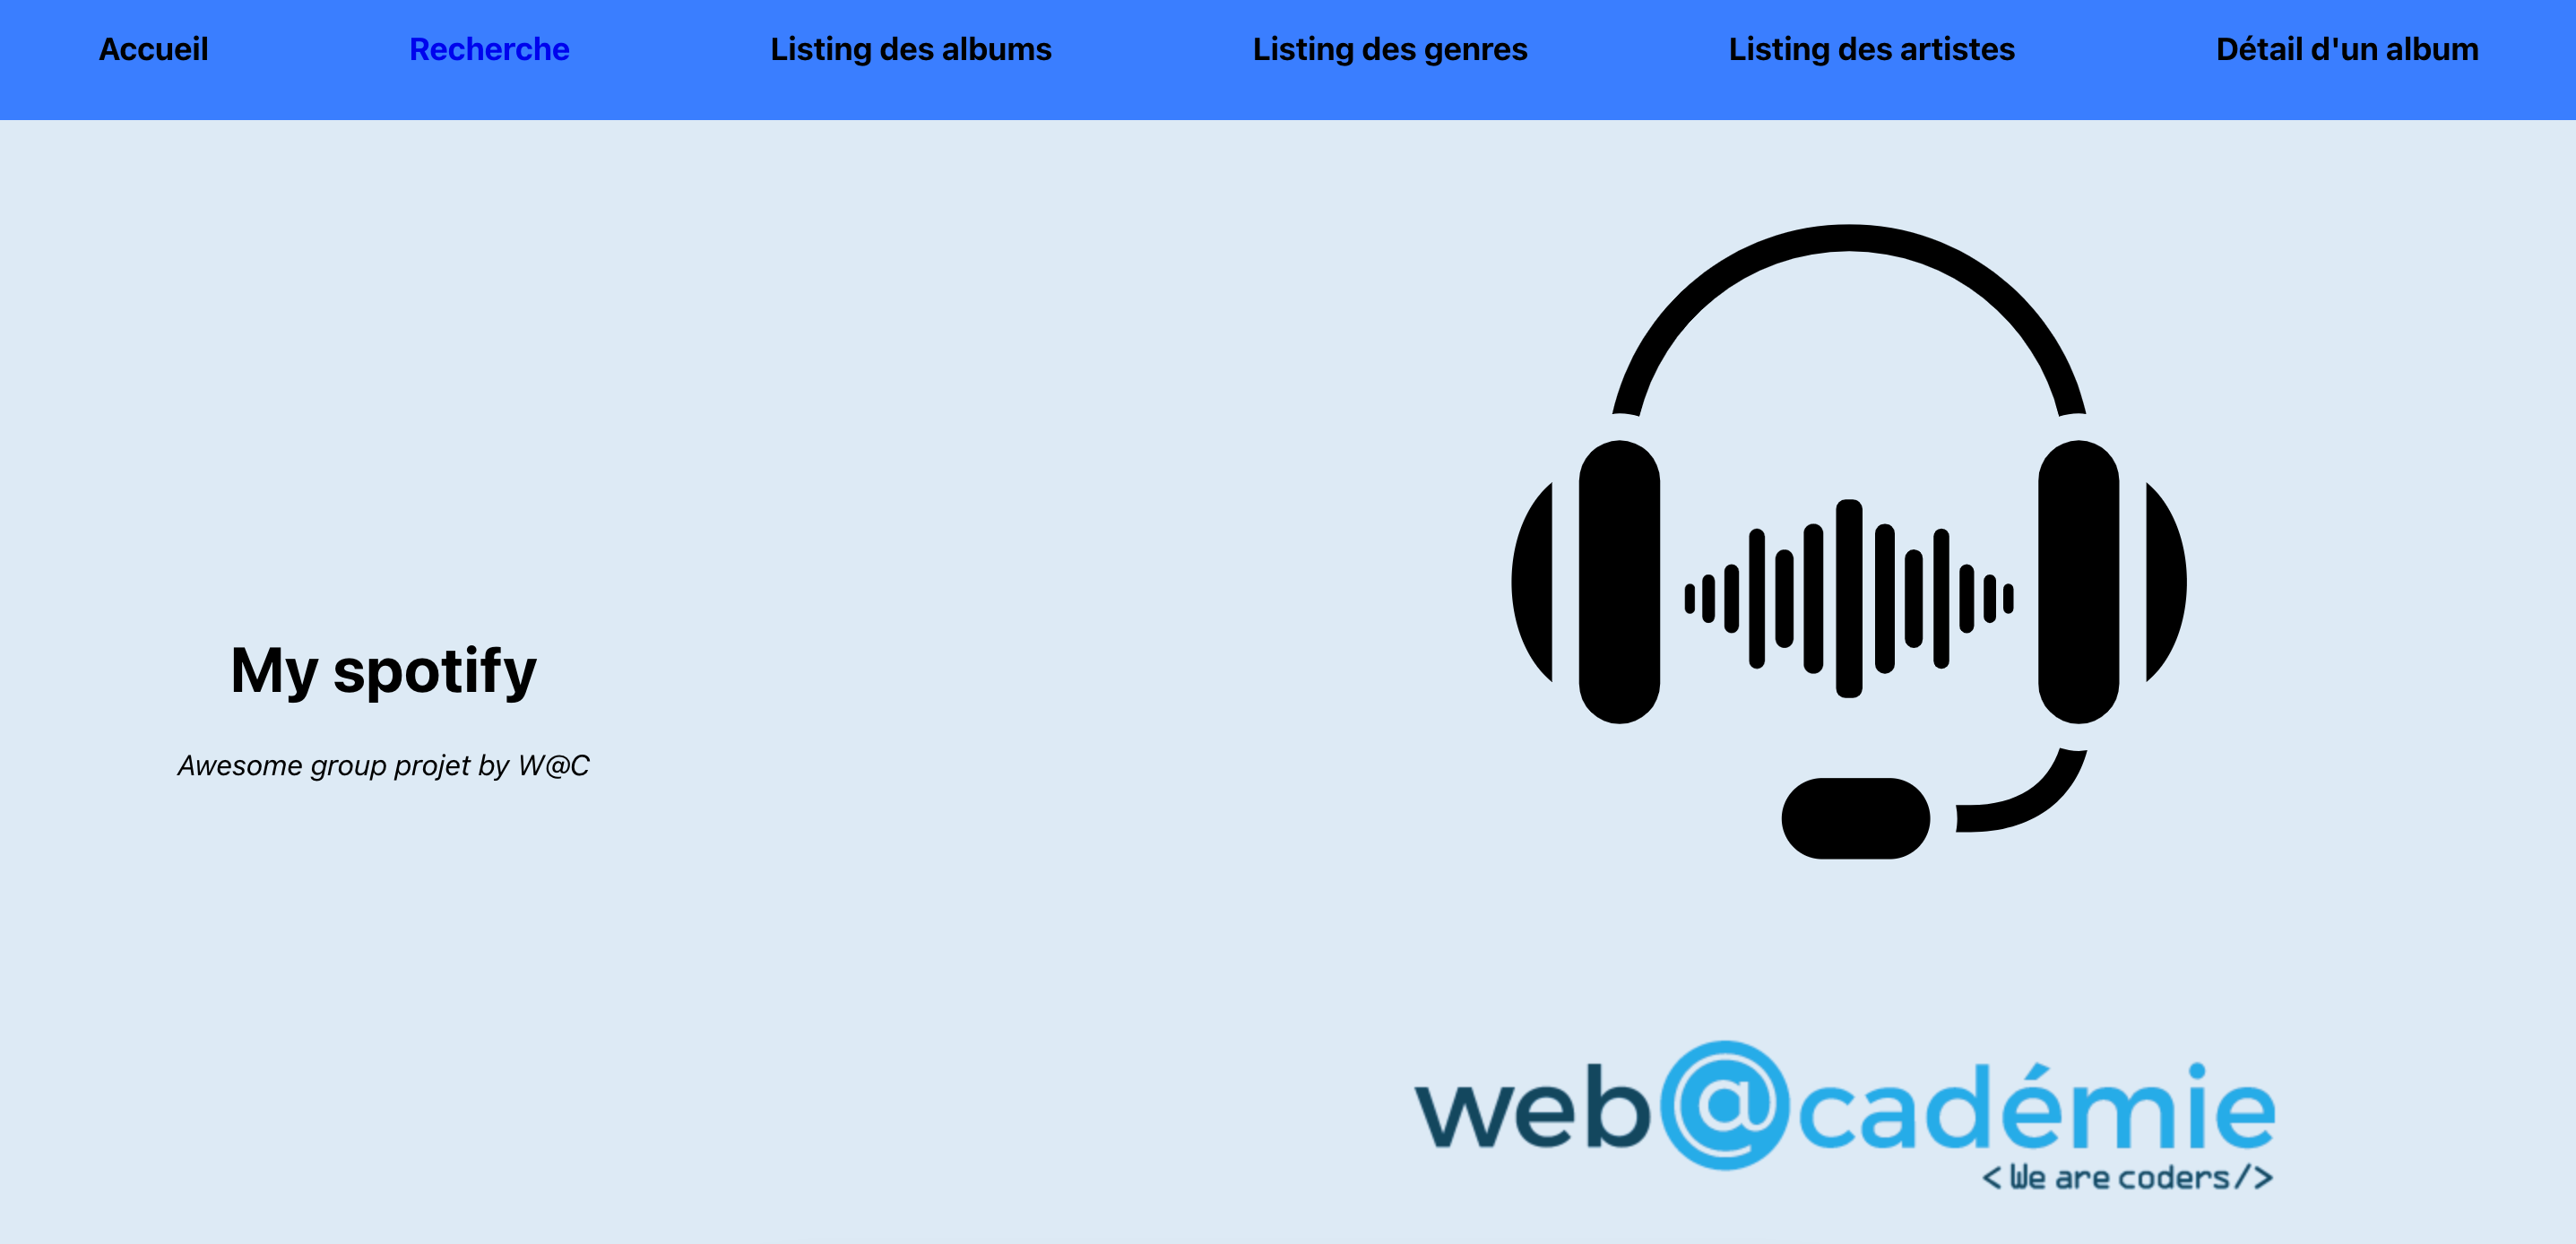 Accueil Recherche Listing des albums Listing des genres Listing des artistes Détail d'un album
My spotify
Awesome group projet by W@C
web@cadémie
<We are coders/>